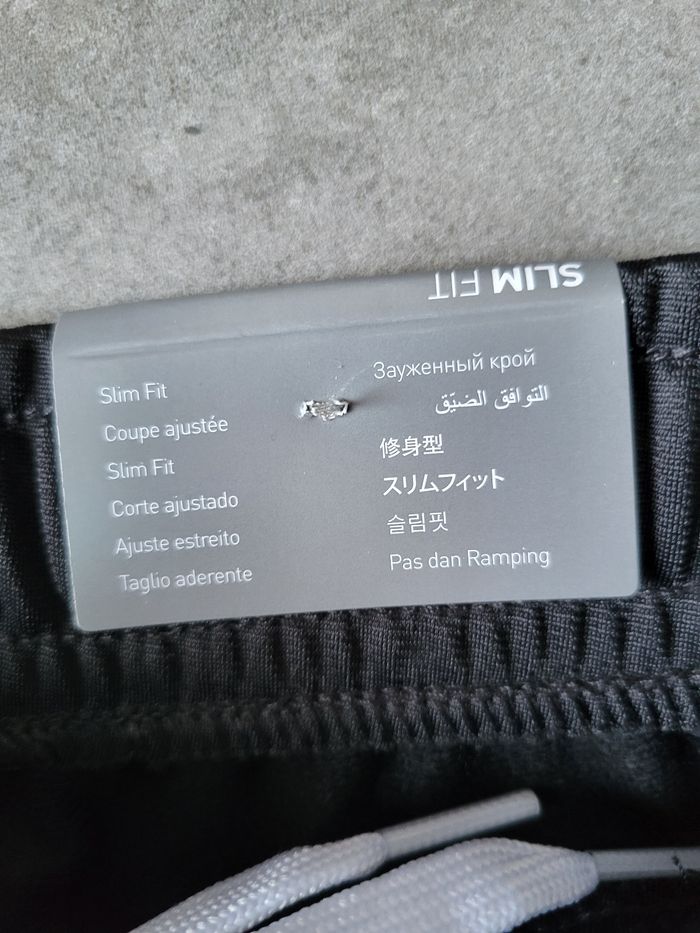 SLIM FIT
Slim Fit
Coupe ajustée
Slim Fit
Corte ajustado
Ajuste estreito
Taglio aderente
Зауженный крой
التوافق الضيّق
修身型
スリムフィット
슬림핏
Pas dan Ramping